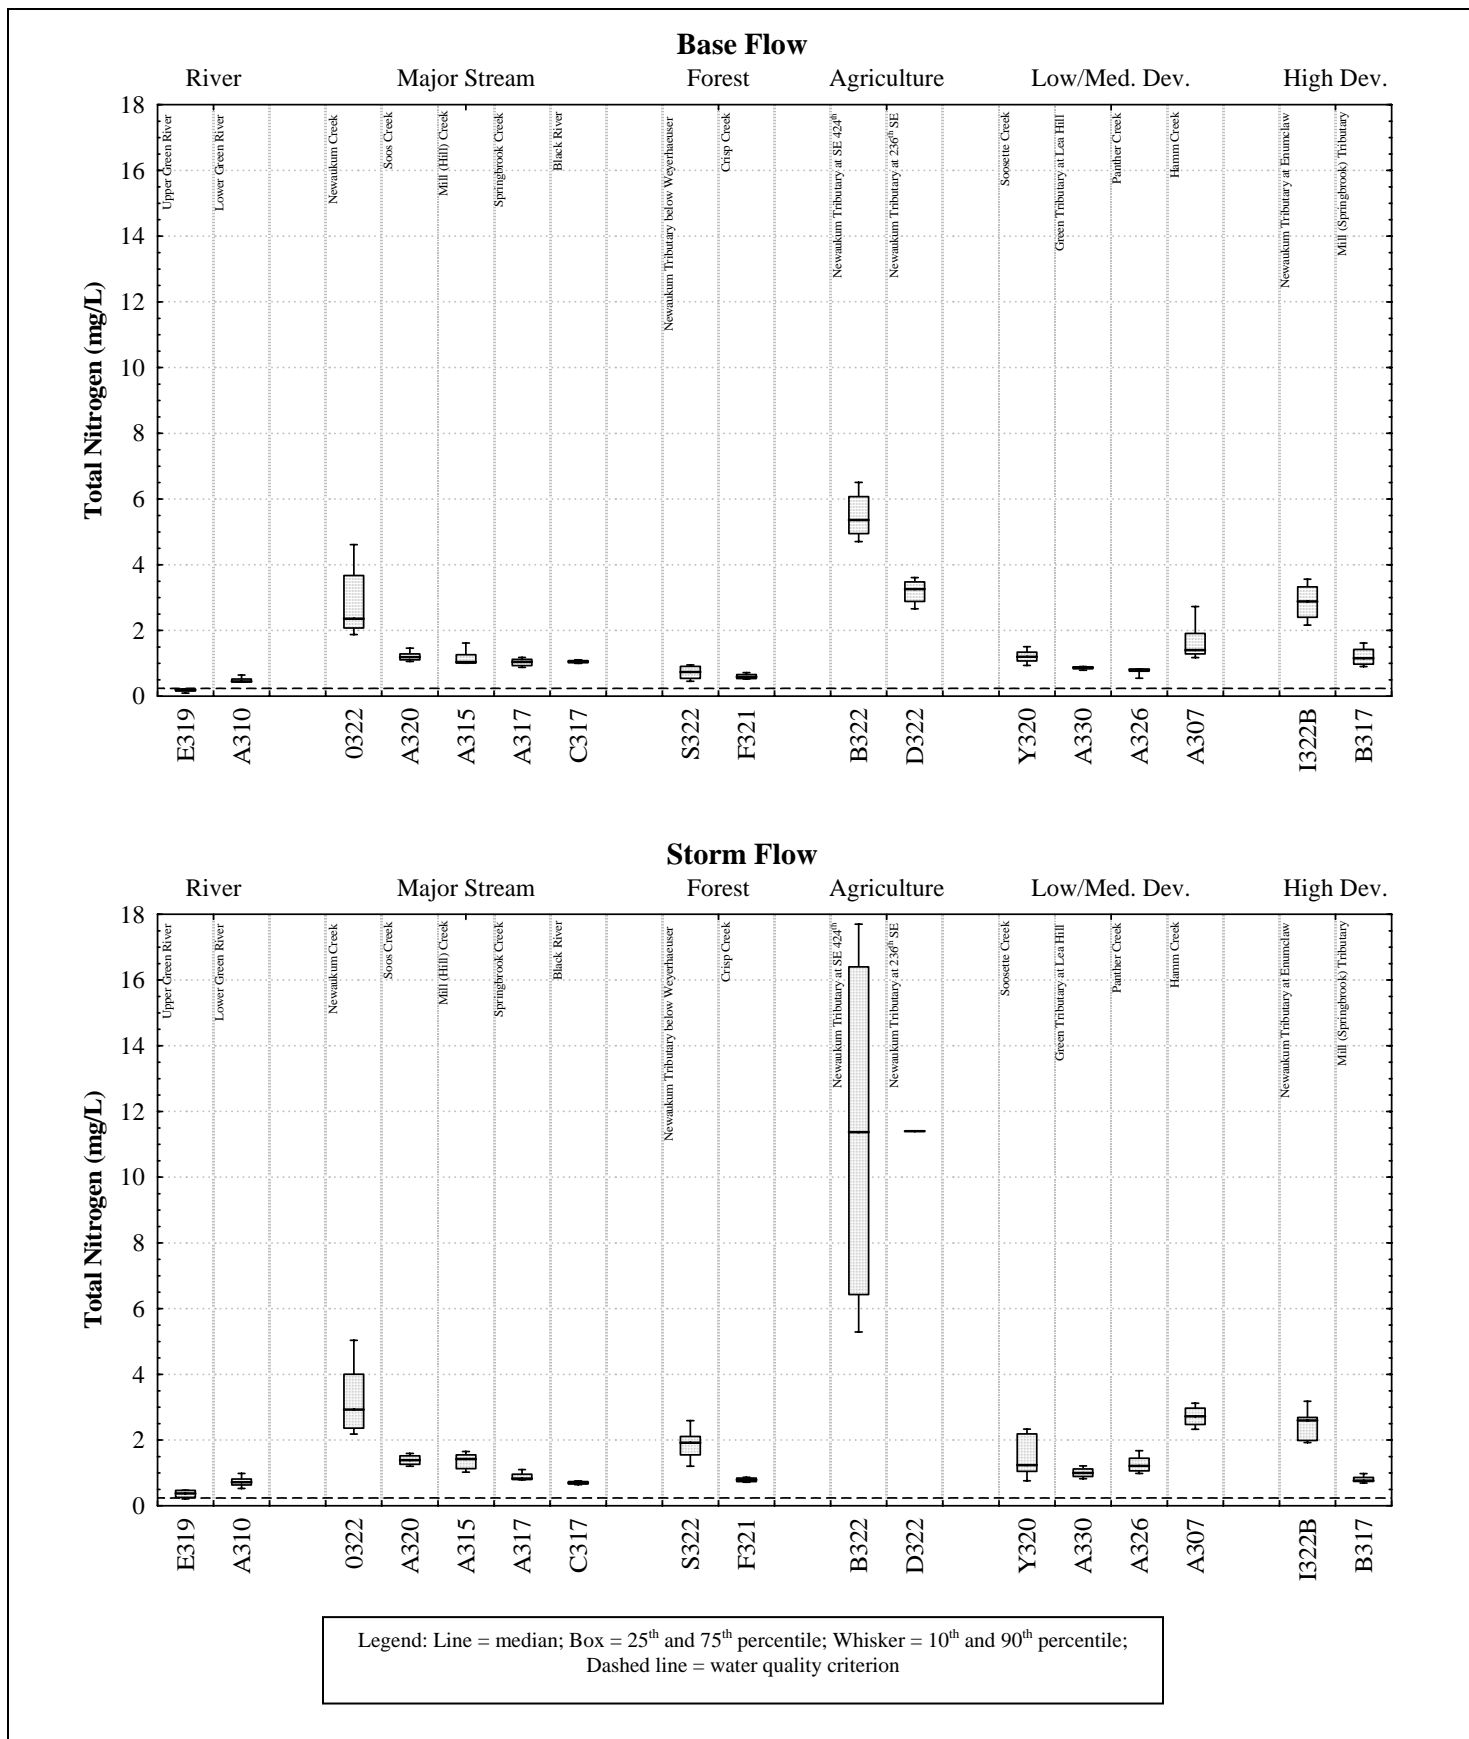 Base Flow
River Major Stream Forest Agriculture Low/Med. Dev. High Dev.
Total Nitrogen (mg/L)
18
16
14
12
10
8
6
4
2
0
Upper Green River
Lower Green River
Newaukum Creek
Soos Creek
Mill (Hill) Creek
Springbrook Creek
Black River
Newaukum Tributary below Weyerhaeuser
Crisp Creek
Newaukum Tributary at SE 424th
Newaukum Tributary at 236th SE
Soosette Creek
Green Tributary at Lea Hill
Panther Creek
Hamm Creek
Newaukum Tributary at Enumclaw
Mill (Springbrook) Tributary
E319
A310
0322
A320
A315
A317
C317
S322
F321
B322
D322
Y320
A330
A326
A307
I322B
B317
Storm Flow
River Major Stream Forest Agriculture Low/Med. Dev. High Dev.
Total Nitrogen (mg/L)
18
16
14
12
10
8
6
4
2
0
Upper Green River
Lower Green River
Newaukum Creek
Soos Creek
Mill (Hill) Creek
Springbrook Creek
Black River
Newaukum Tributary below Weyerhaeuser
Crisp Creek
Newaukum Tributary at SE 424th
Newaukum Tributary at 236th SE
Soosette Creek
Green Tributary at Lea Hill
Panther Creek
Hamm Creek
Newaukum Tributary at Enumclaw
Mill (Springbrook) Tributary
E319
A310
0322
A320
A315
A317
C317
S322
F321
B322
D322
Y320
A330
A326
A307
I322B
B317
Legend: Line = median; Box = 25th and 75th percentile; Whisker = 10th and 90th percentile;
Dashed line = water quality criterion